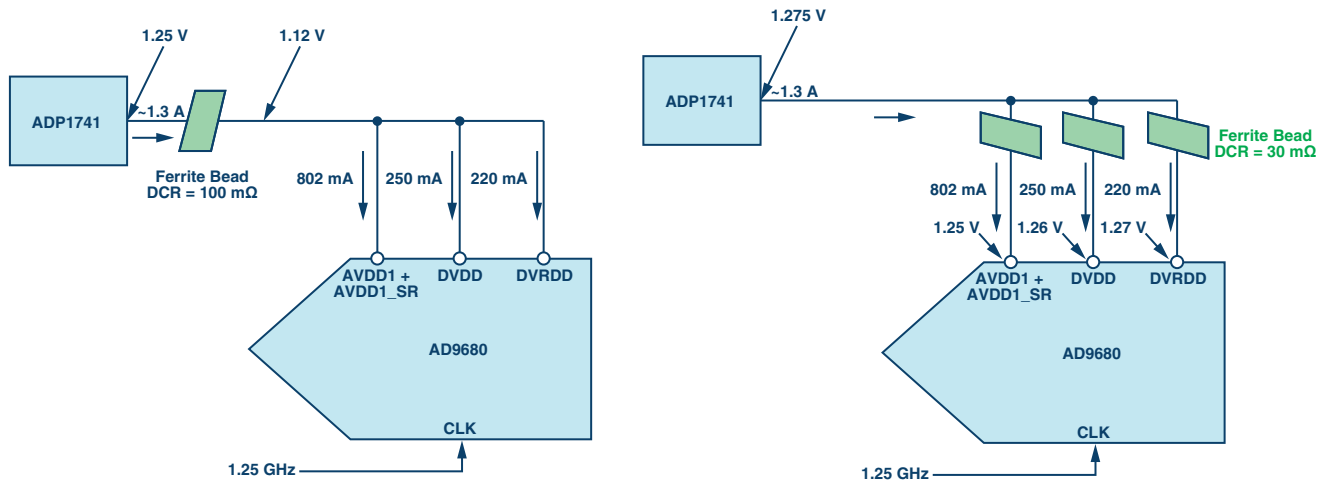 1.25 V
1.12 V
ADP1741
~1.3 A
Ferrite Bead
DCR = 100 mΩ
802 mA
250 mA
220 mA
AVDD1 +
AVDD1_SR
DVDD
DVRDD
AD9680
CLK
1.25 GHz
1.275 V
ADP1741
~1.3 A
Ferrite Bead
DCR = 30 mΩ
802 mA
250 mA
220 mA
1.25 V
1.26 V
1.27 V
AVDD1 +
AVDD1_SR
DVDD
DVRDD
AD9680
CLK
1.25 GHz